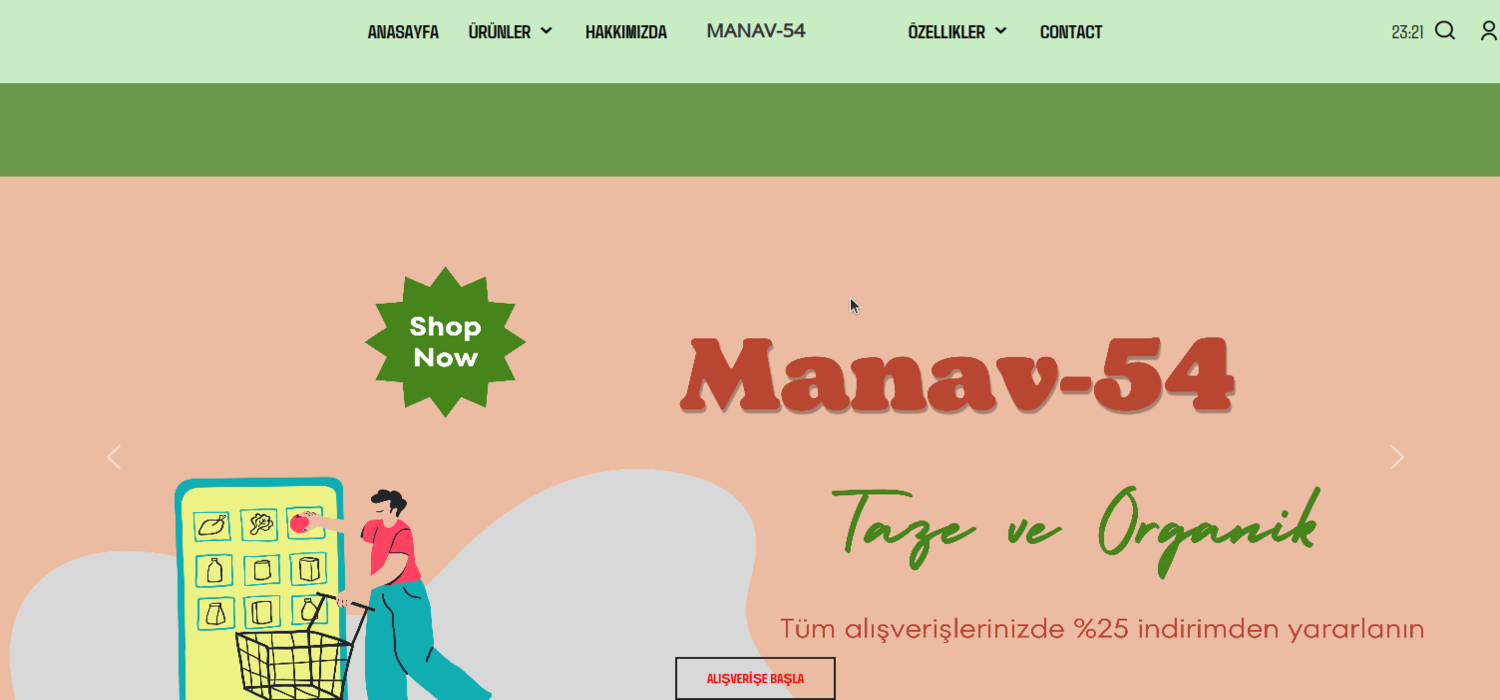 ANASAYFA ÜRÜNLER HAKKIMIZDA MANAV-54 ÖZELLIKLER CONTACT 23:21
Shop
Now
Manav-54
Taze ve Organik
Tüm alışverişlerinizde %25 indirimden yararlanın
ALIŞVERİŞE BAŞLA